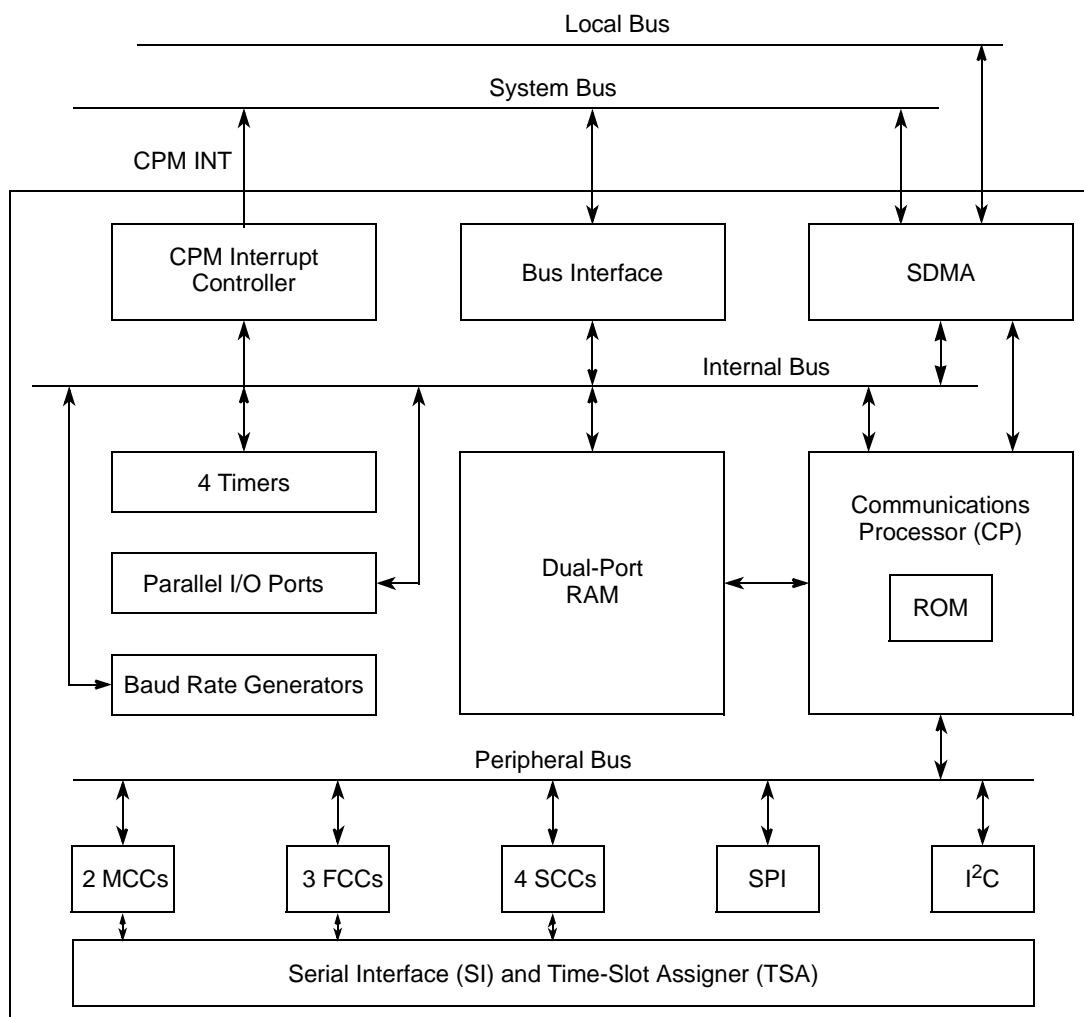 Local Bus
System Bus
CPM INT
CPM Interrupt
Controller
Bus Interface
SDMA
Internal Bus
4 Timers
Parallel I/O Ports
Baud Rate Generators
Dual-Port
RAM
Communications
Processor (CP)
ROM
Peripheral Bus
2 MCCs
3 FCCs
4 SCCs
SPI
I²C
Serial Interface (SI) and Time-Slot Assigner (TSA)